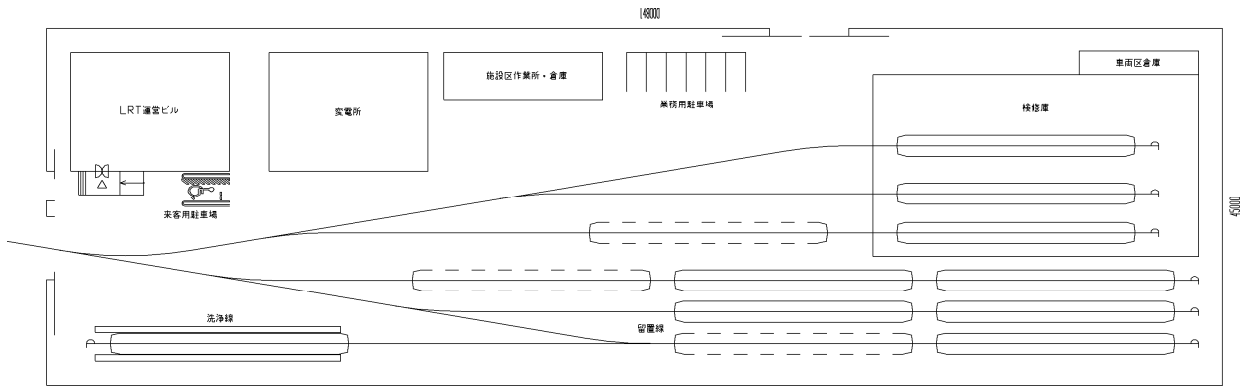 148000
車両区倉庫
施設区作業所・倉庫
LRT運営ビル
変電所
業務用駐車場
検修庫
来客用駐車場
45000
洗浄線
留置線